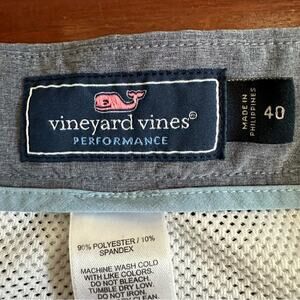 vineyard vines®
PERFORMANCE
MADE IN
PHILIPPINES
40
90% POLYESTER / 10%
SPANDEX
MACHINE WASH COLD
WITH LIKE COLORS.
DO NOT BLEACH.
TUMBLE DRY LOW.
DO NOT IRON.